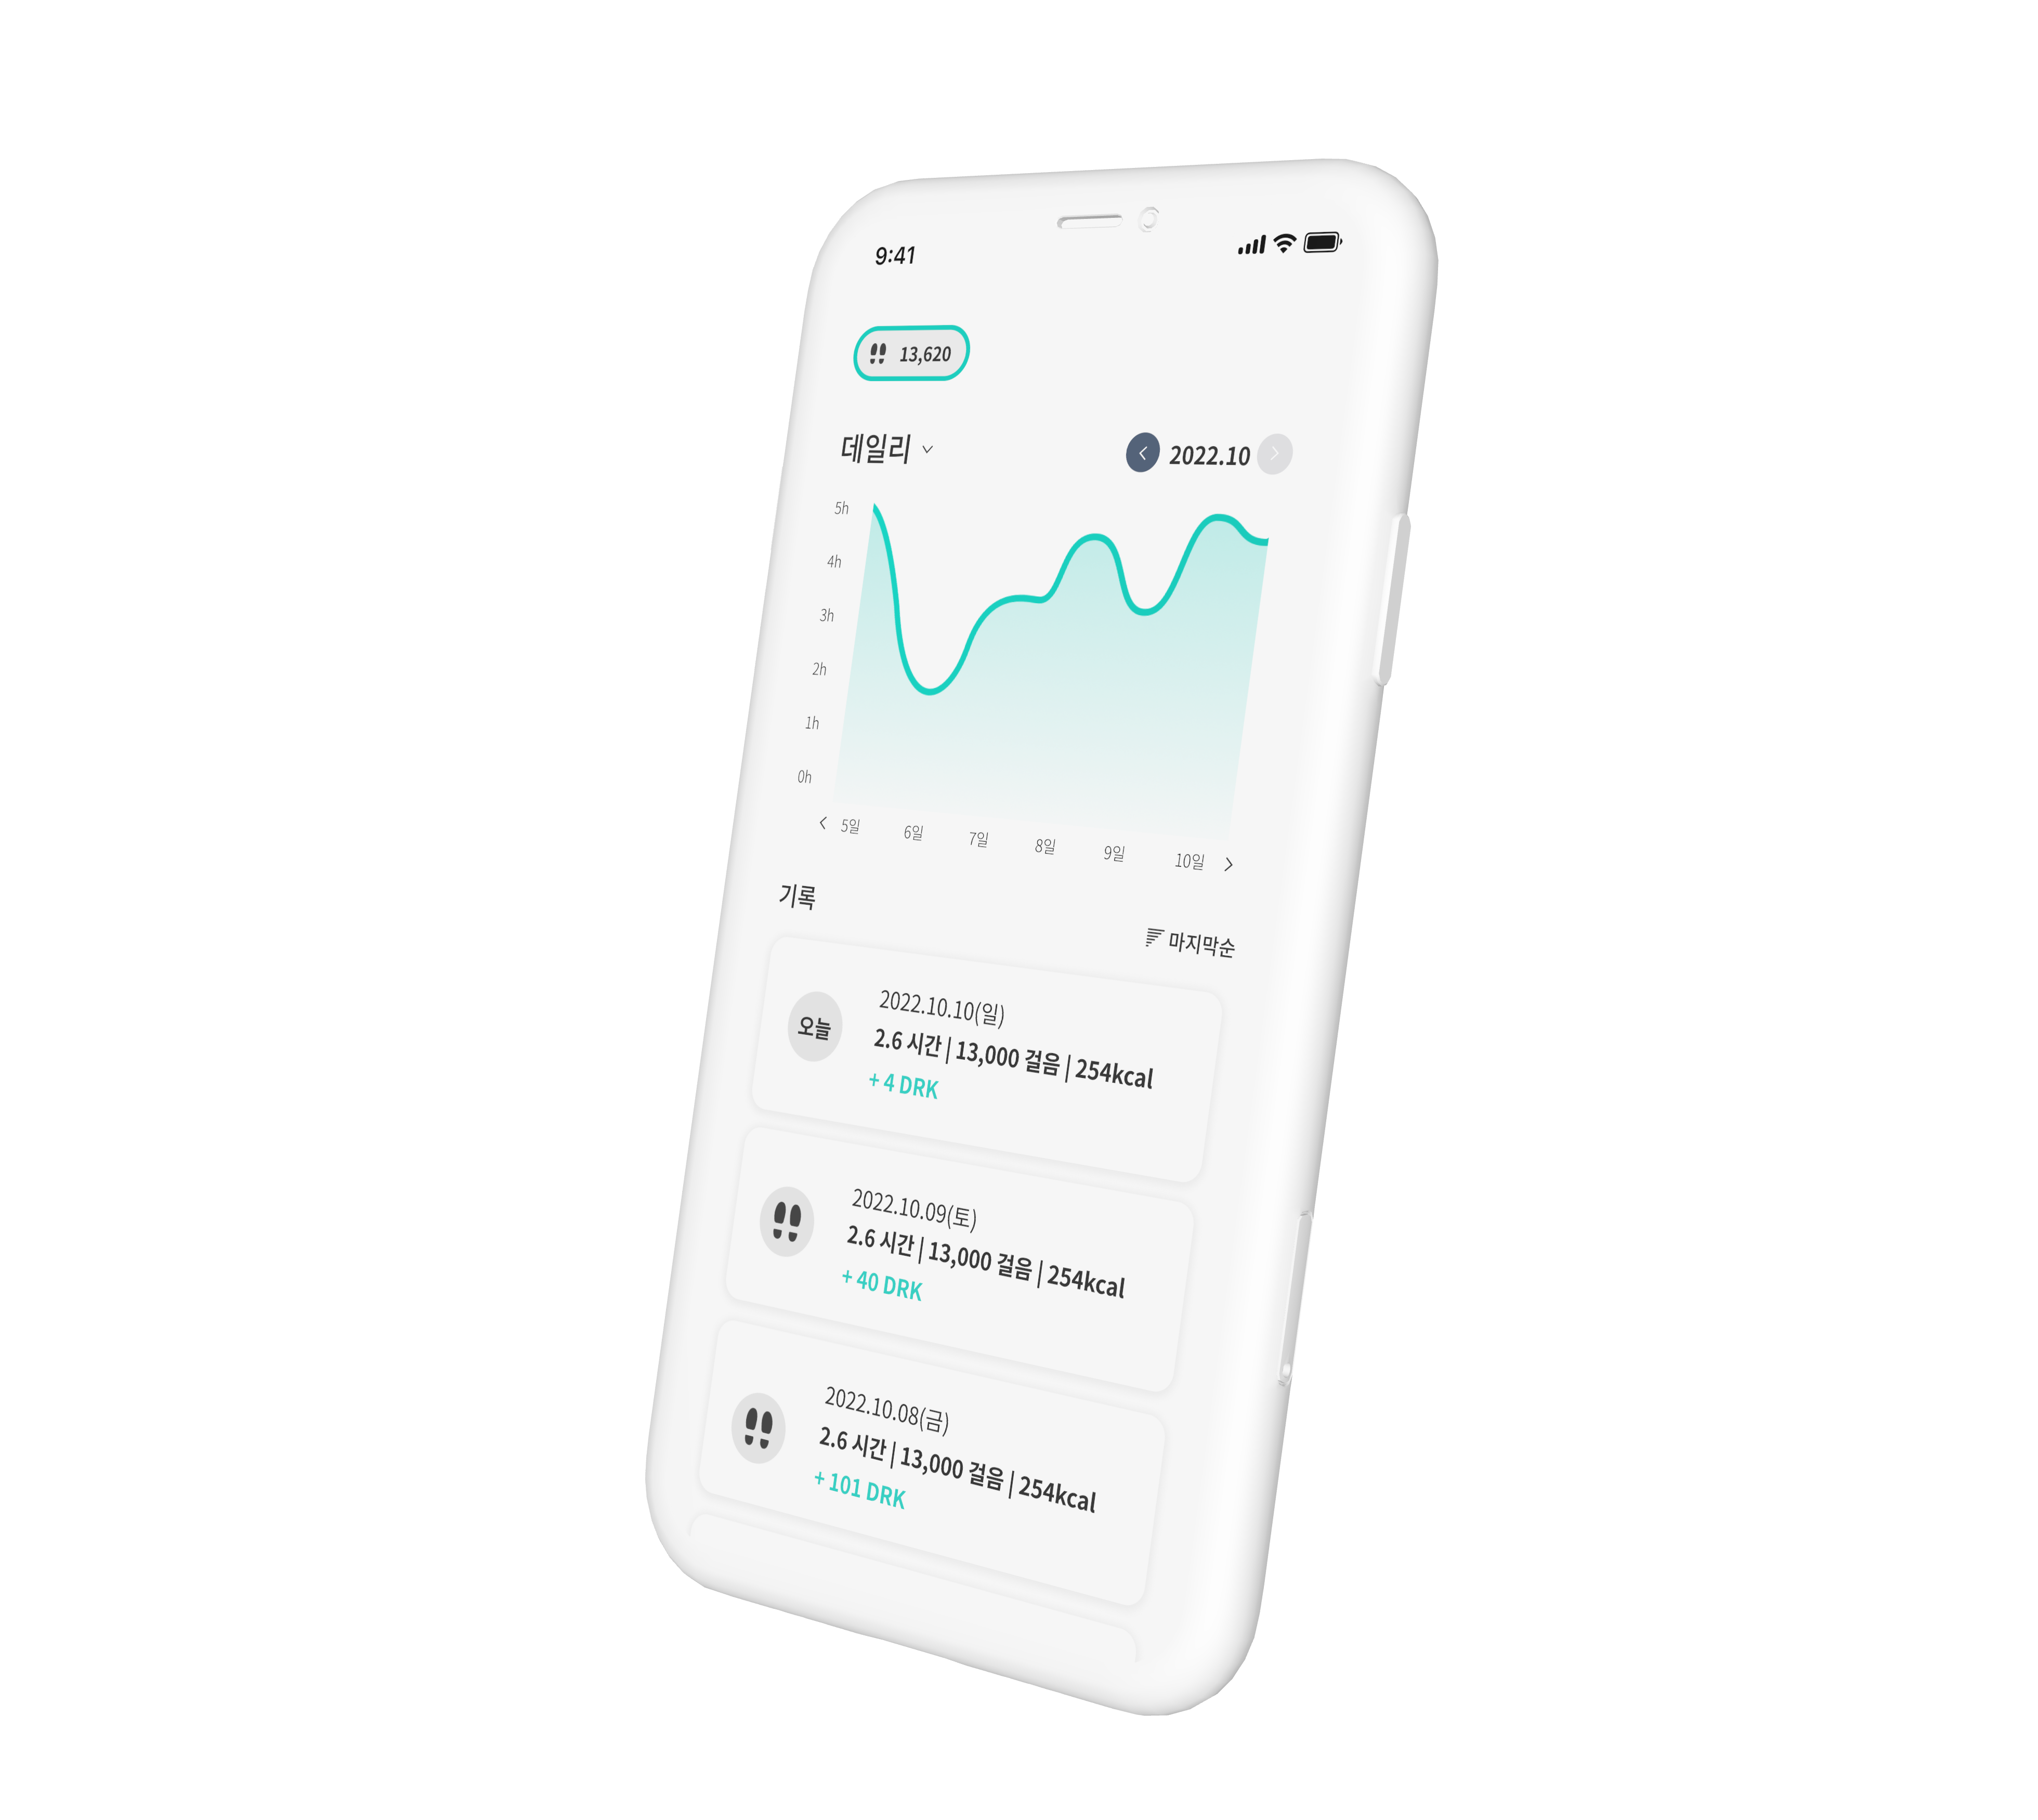 9:41
13,620
데일리
2022.10
5h
4h
3h
2h
1h
0h
5일 6일 7일 8일 9일 10일
기록
마지막순
오늘
2022.10.10(일)
2.6 시간 | 13,000 걸음 | 254kcal
+ 4 DRK
2022.10.09(토)
2.6 시간 | 13,000 걸음 | 254kcal
+ 40 DRK
2022.10.08(금)
2.6 시간 | 13,000 걸음 | 254kcal
+ 101 DRK